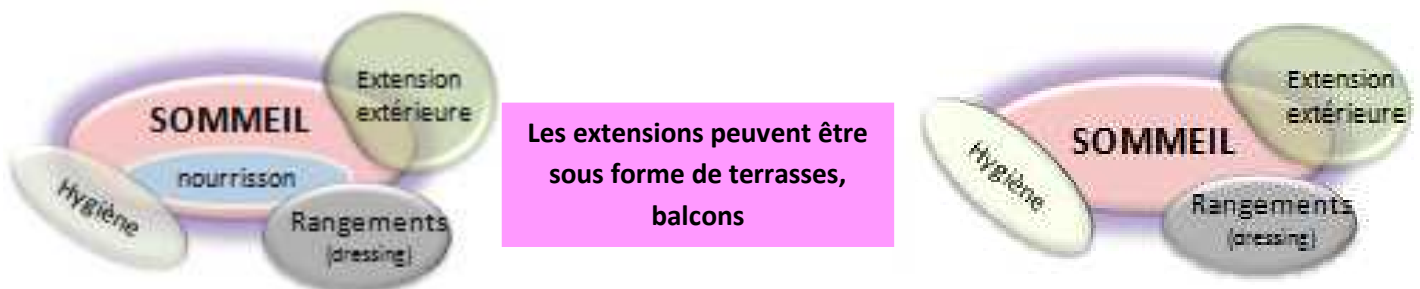 Extension
extérieure
SOMMEIL
nourrisson
Hygiène
Rangements
(dressing)
Les extensions peuvent être
sous forme de terrasses,
balcons
Extension
extérieure
SOMMEIL
Hygiène
Rangements
(dressing)